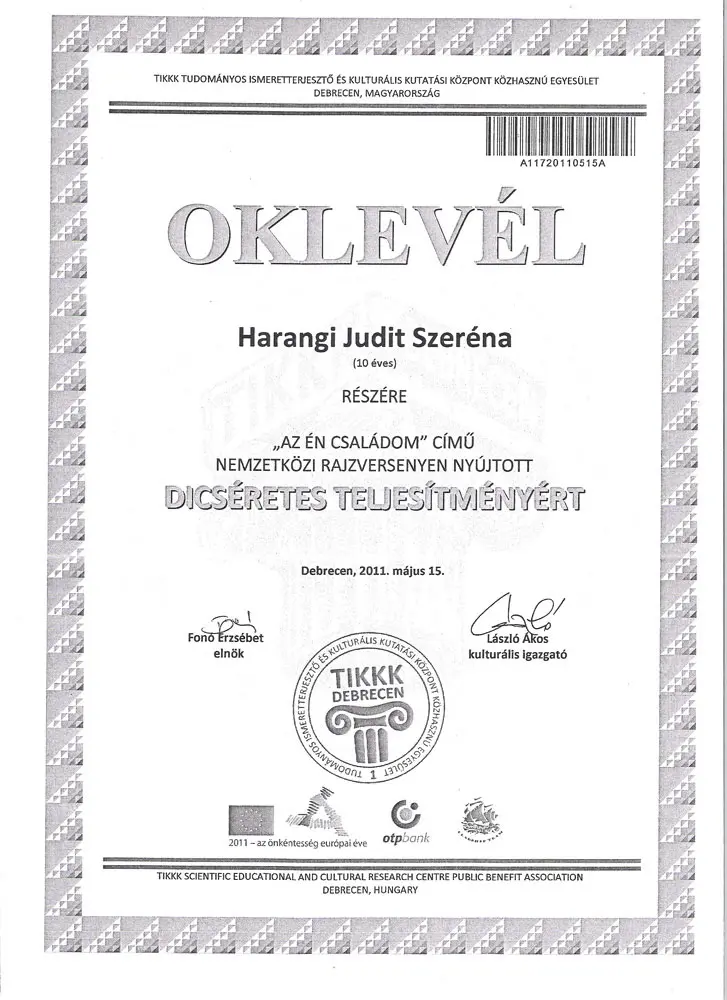 TIKKK TUDOMÁNYOS ISMERETTERJESZTŐ ÉS KULTURÁLIS KUTATÁSI KÖZPONT KÖZHASZNÚ EGYESÜLET
DEBRECEN, MAGYARORSZÁG
A11720110515A
OKLEVÉL
Harangi Judit Szeréna
(10 éves)
RÉSZÉRE
„AZ ÉN CSALÁDOM” CÍMŰ
NEMZETKÖZI RAJZVERSENYEN NYÚJTOTT
DICSÉRETES TELJESÍTMÉNYÉRT
Debrecen, 2011. május 15.
Fonó Erzsébet
elnök
László Ákos
kulturális igazgató
TUDOMÁNYOS ISMERETTERJESZTŐ ÉS KULTURÁLIS KUTATÁSI KÖZPONT KÖZHASZNÚ EGYESÜLET
TIKKK
DEBRECEN
1
2011 – az önkéntesség európai éve
otpbank
TIKKK SCIENTIFIC EDUCATIONAL AND CULTURAL RESEARCH CENTRE PUBLIC BENEFIT ASSOCIATION
DEBRECEN, HUNGARY